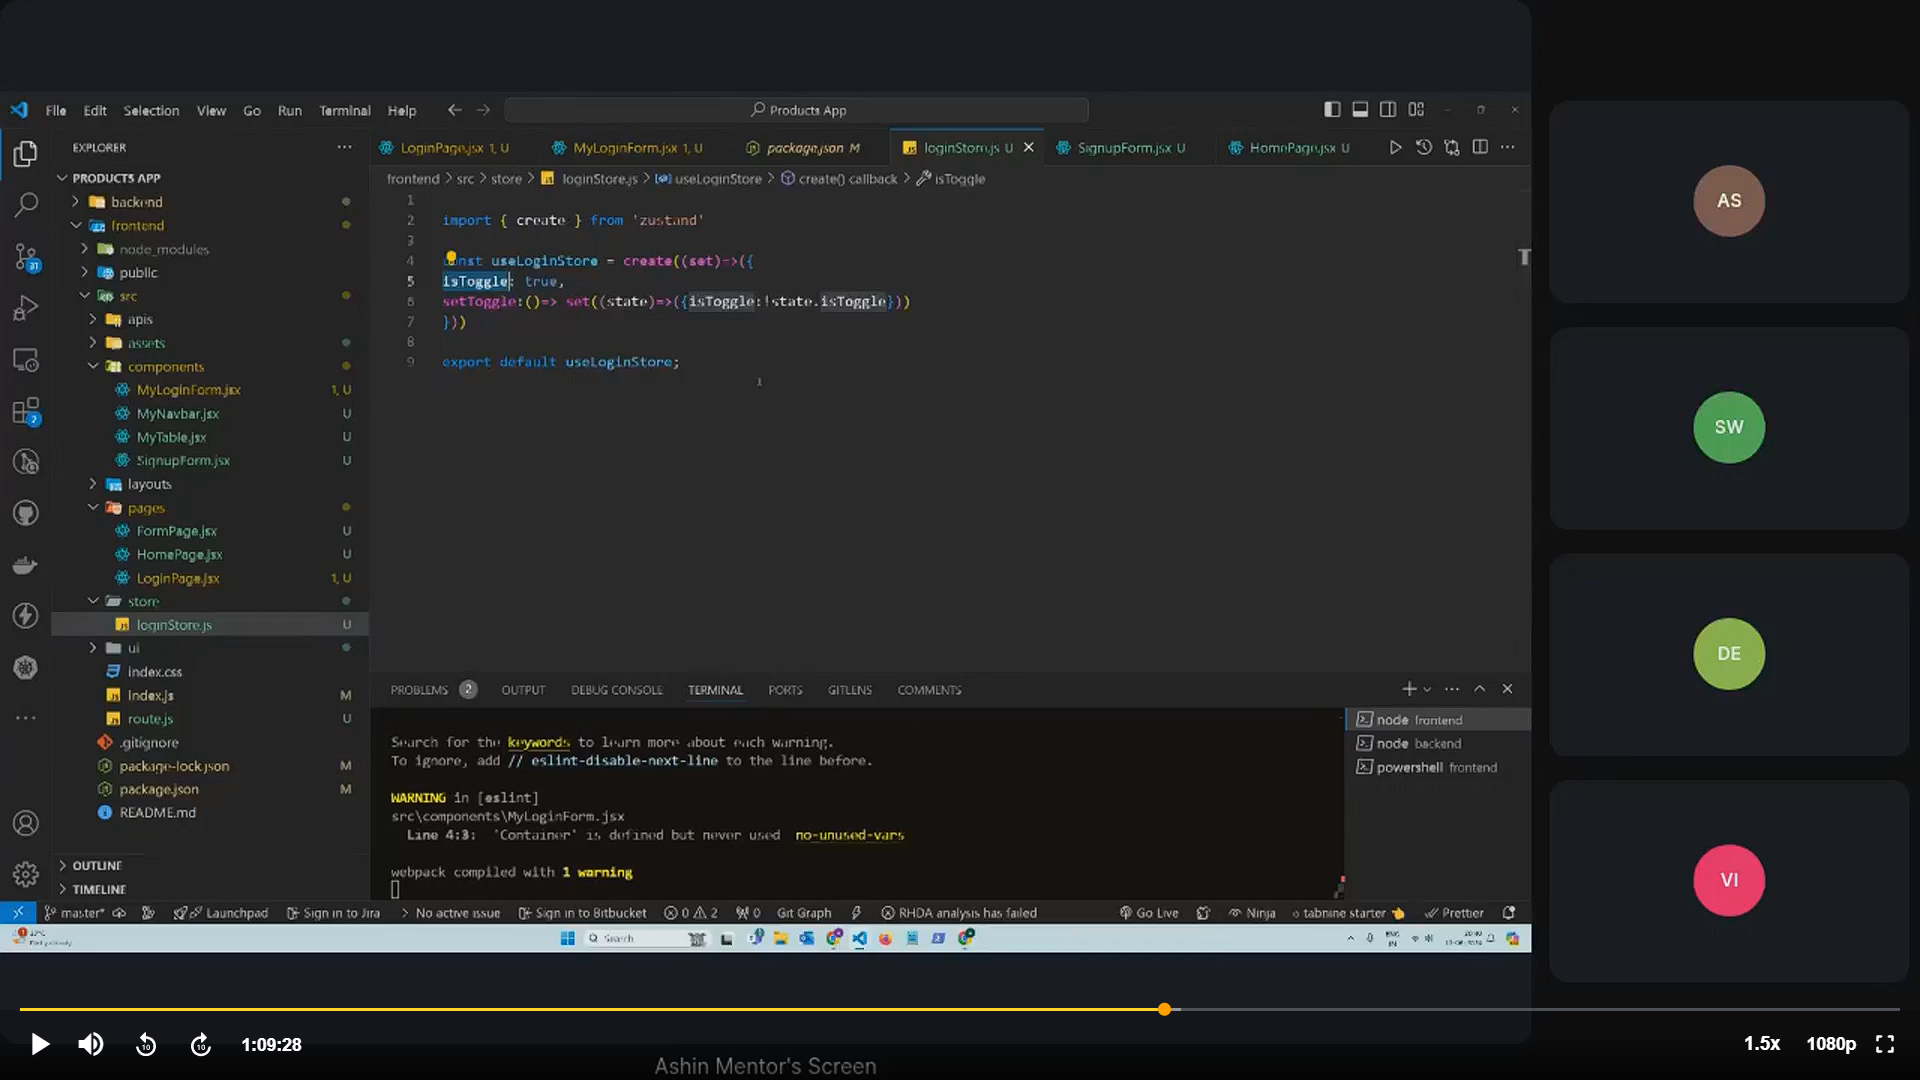 File Edit Selection View Go Run Terminal Help
Products App
EXPLORER
PRODUCTS APP
backend
frontend
node_modules
public
src
apis
assets
components
MyLoginForm.jsx 1, U
MyNavbar.jsx U
MyTable.jsx U
SignupForm.jsx U
layouts
pages
FormPage.jsx U
HomePage.jsx U
LoginPage.jsx 1, U
store
loginStore.js U
ui
index.css
index.js M
route.js U
.gitignore
package-lock.json M
package.json M
README.md
OUTLINE
TIMELINE
31
2
LoginPage.jsx 1, U MyLoginForm.jsx 1, U package.json M loginStore.js U SignupForm.jsx U HomePage.jsx U
frontend > src > store > loginStore.js > useLoginStore > create() callback > isToggle
1
2 import { create } from 'zustand'
3
4 const useLoginStore = create((set)=>({
5 isToggle: true,
6 setToggle:()=> set((state)=>({isToggle:!state.isToggle}))
7 }))
8
9 export default useLoginStore;
PROBLEMS 2 OUTPUT DEBUG CONSOLE TERMINAL PORTS GITLENS COMMENTS
Search for the keywords to learn more about each warning.
To ignore, add // eslint-disable-next-line to the line before.
WARNING in [eslint]
src\components\MyLoginForm.jsx
Line 4:3: 'Container' is defined but never used no-unused-vars
webpack compiled with 1 warning
node frontend
node backend
powershell frontend
master* Launchpad Sign in to Jira No active issue Sign in to Bitbucket 0 2 0 Git Graph RHDA analysis has failed Go Live Ninja tabnine starter Prettier
Search
ENG
IN
AS
SW
DE
VI
10 10 1:09:28 1.5x 1080p
Ashin Mentor's Screen